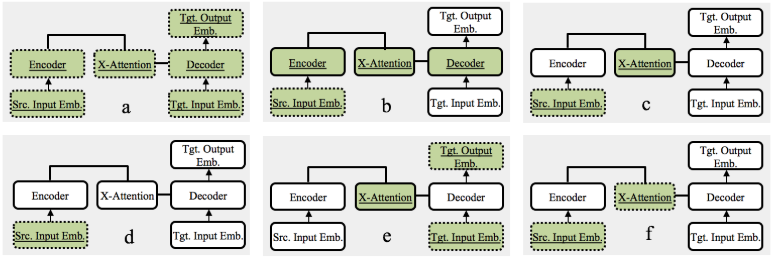 Tgt. Output
Emb.
Encoder
X-Attention
Decoder
Src. Input Emb.
Tgt. Input Emb.
a
Tgt. Output
Emb.
Encoder
X-Attention
Decoder
Src. Input Emb.
Tgt. Input Emb.
b
Tgt. Output
Emb.
Encoder
X-Attention
Decoder
Src. Input Emb.
Tgt. Input Emb.
c
Tgt. Output
Emb.
Encoder
X-Attention
Decoder
Src. Input Emb.
Tgt. Input Emb.
d
Tgt. Output
Emb.
Encoder
X-Attention
Decoder
Src. Input Emb.
Tgt. Input Emb.
e
Tgt. Output
Emb.
Encoder
X-Attention
Decoder
Src. Input Emb.
Tgt. Input Emb.
f